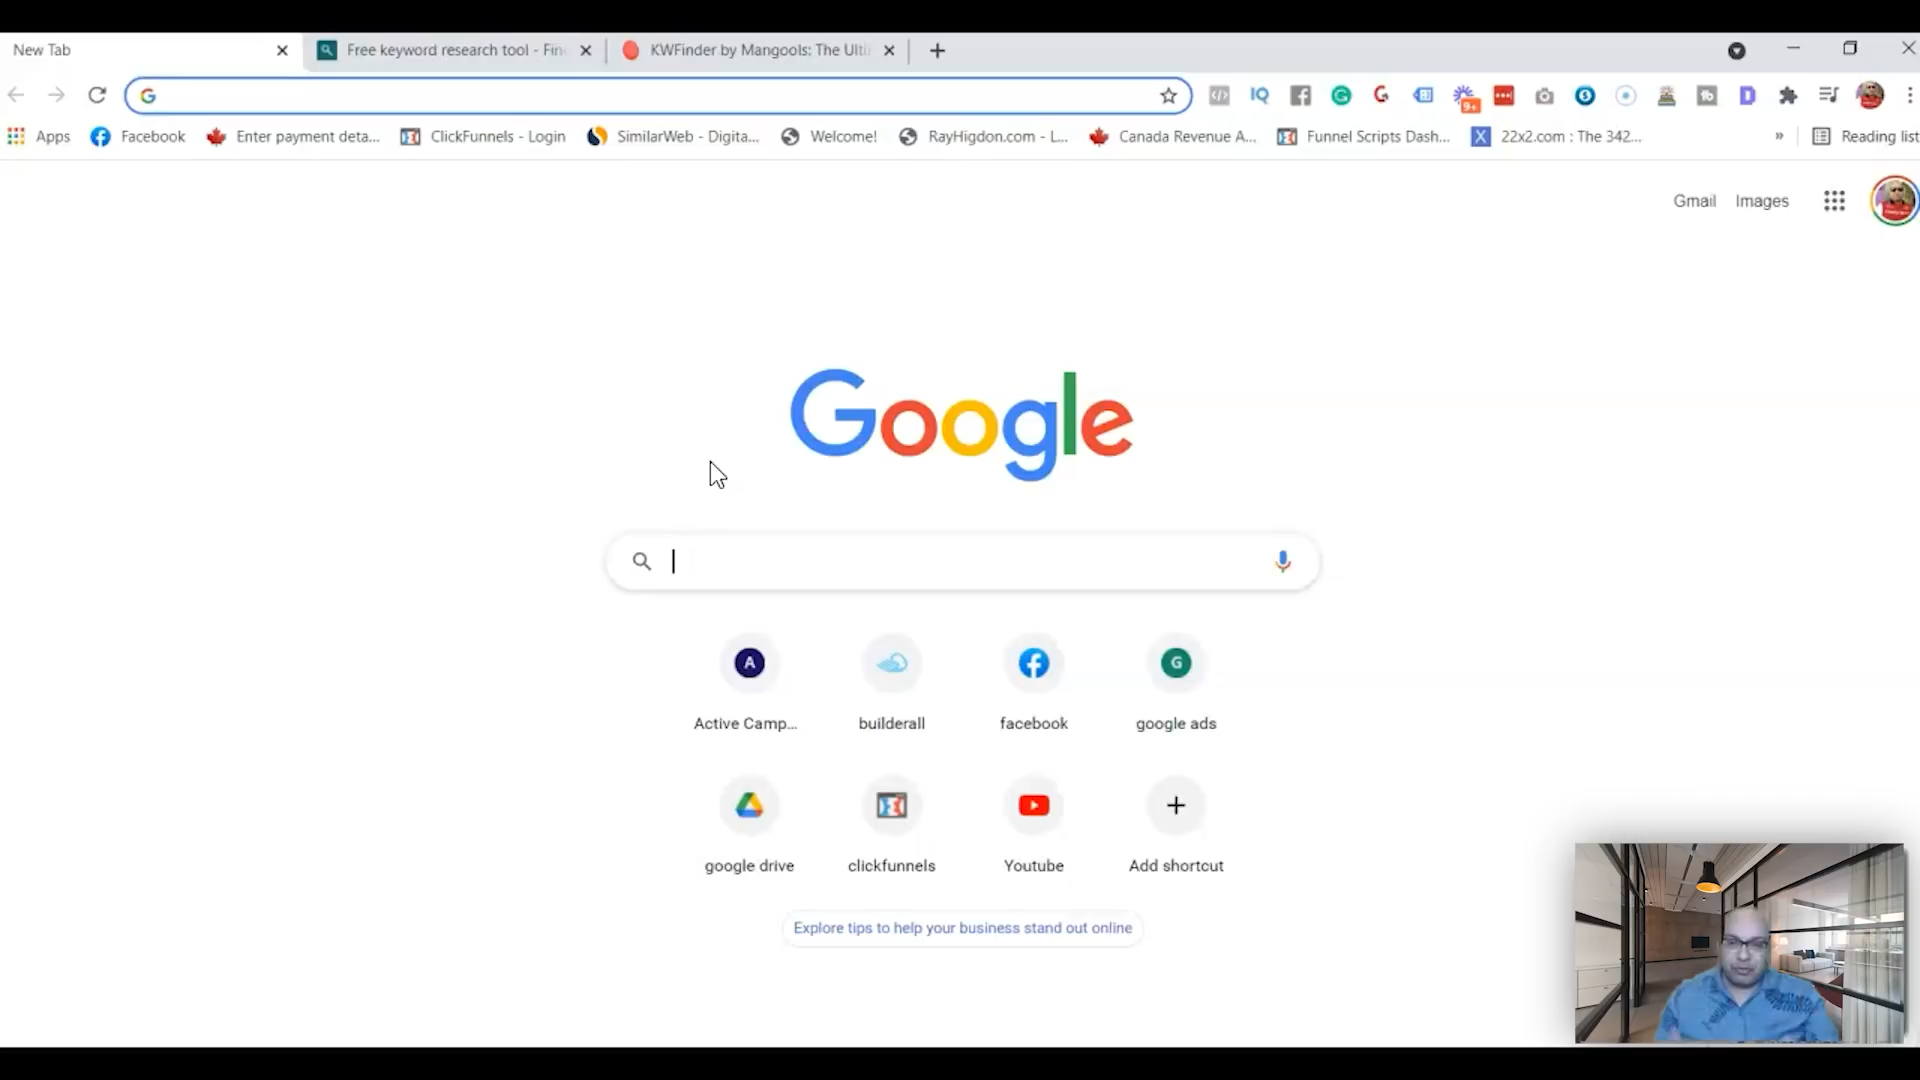 New Tab
Free keyword research tool - Fin
KWFinder by Mangools: The Ulti
9+
Apps
Facebook
Enter payment deta...
ClickFunnels - Login
SimilarWeb - Digita...
Welcome!
RayHigdon.com - L...
Canada Revenue A...
Funnel Scripts Dash...
22x2.com : The 342...
»
Reading list
Gmail
Images
Google
A
G
Active Camp...
builderall
facebook
google ads
google drive
clickfunnels
Youtube
Add shortcut
Explore tips to help your business stand out online